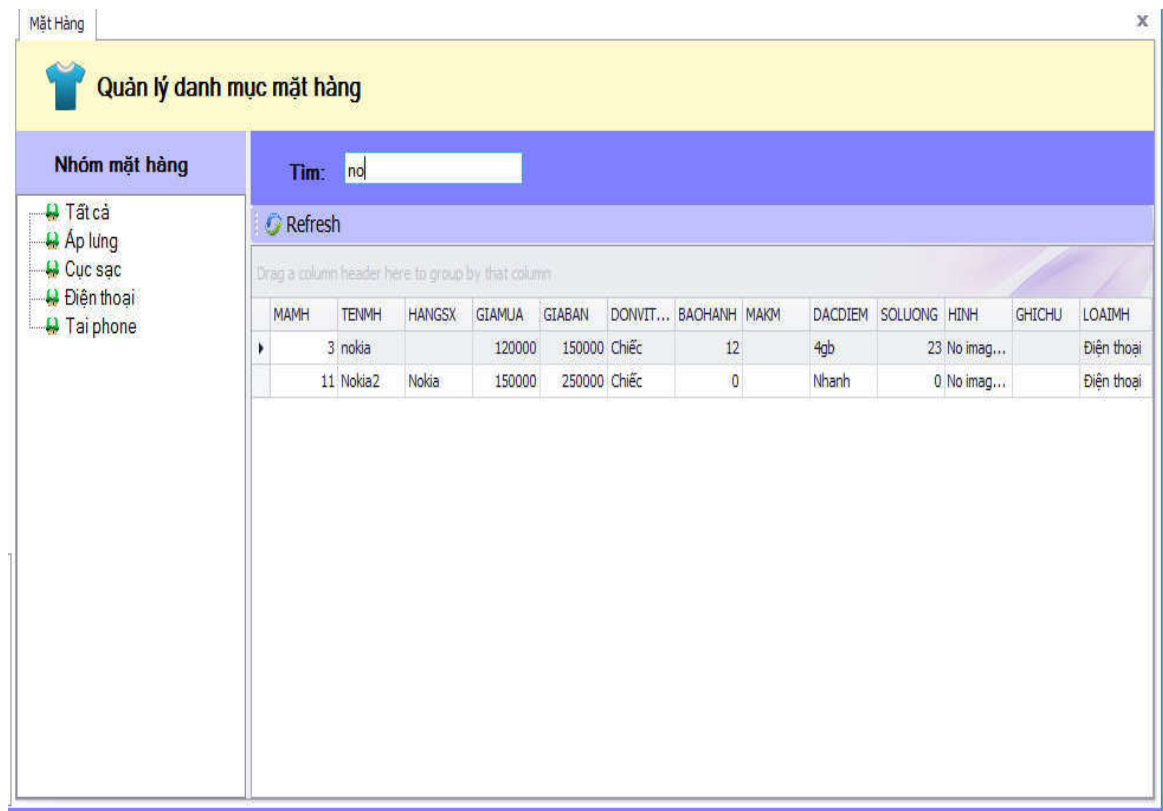 Mặt Hàng
X
Quản lý danh mục mặt hàng
Nhóm mặt hàng
Tìm: no
Tất cả
Áp lưng
Cục sạc
Điện thoại
Tai phone
Refresh
Drag a column header here to group by that column
MAMH TENMH HANGSX GIAMUA GIABAN DONVIT... BAOHANH MAKM DACDIEM SOLUONG HINH GHICHU LOAIMH
3 nokia 120000 150000 Chiếc 12 4gb 23 No imag... Điện thoại
11 Nokia2 Nokia 150000 250000 Chiếc 0 Nhanh 0 No imag... Điện thoại